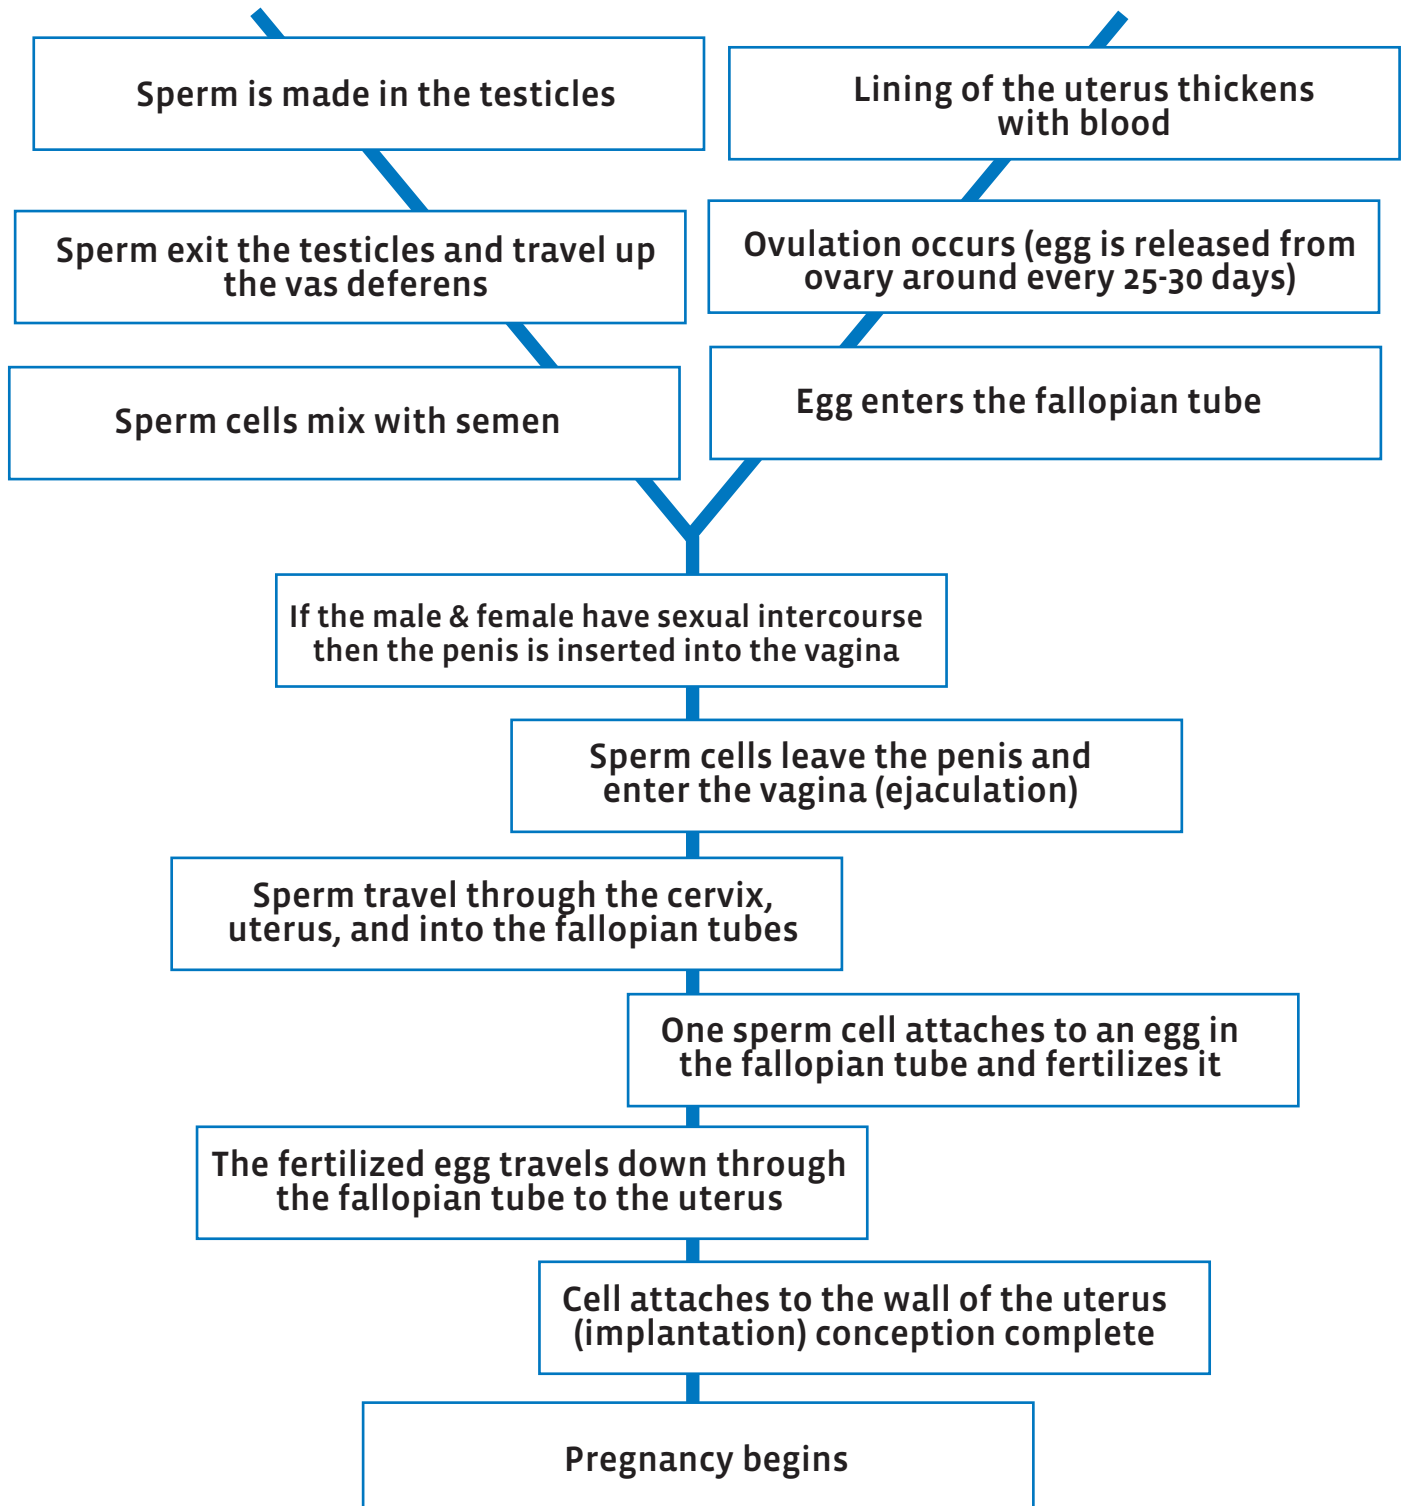 Sperm is made in the testicles
Lining of the uterus thickens
with blood
Sperm exit the testicles and travel up
the vas deferens
Ovulation occurs (egg is released from
ovary around every 25-30 days)
Sperm cells mix with semen
Egg enters the fallopian tube
If the male & female have sexual intercourse
then the penis is inserted into the vagina
Sperm cells leave the penis and
enter the vagina (ejaculation)
Sperm travel through the cervix,
uterus, and into the fallopian tubes
One sperm cell attaches to an egg in
the fallopian tube and fertilizes it
The fertilized egg travels down through
the fallopian tube to the uterus
Cell attaches to the wall of the uterus
(implantation) conception complete
Pregnancy begins